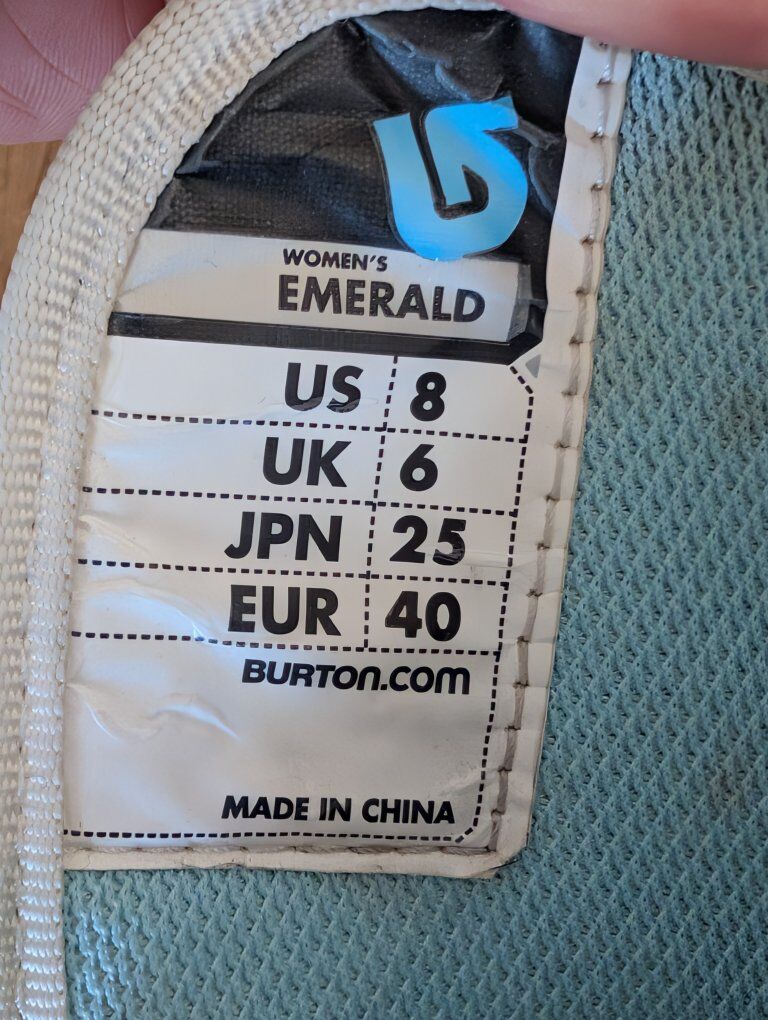 WOMEN'S
EMERALD
US 8
UK 6
JPN 25
EUR 40
BURTON.COM
MADE IN CHINA